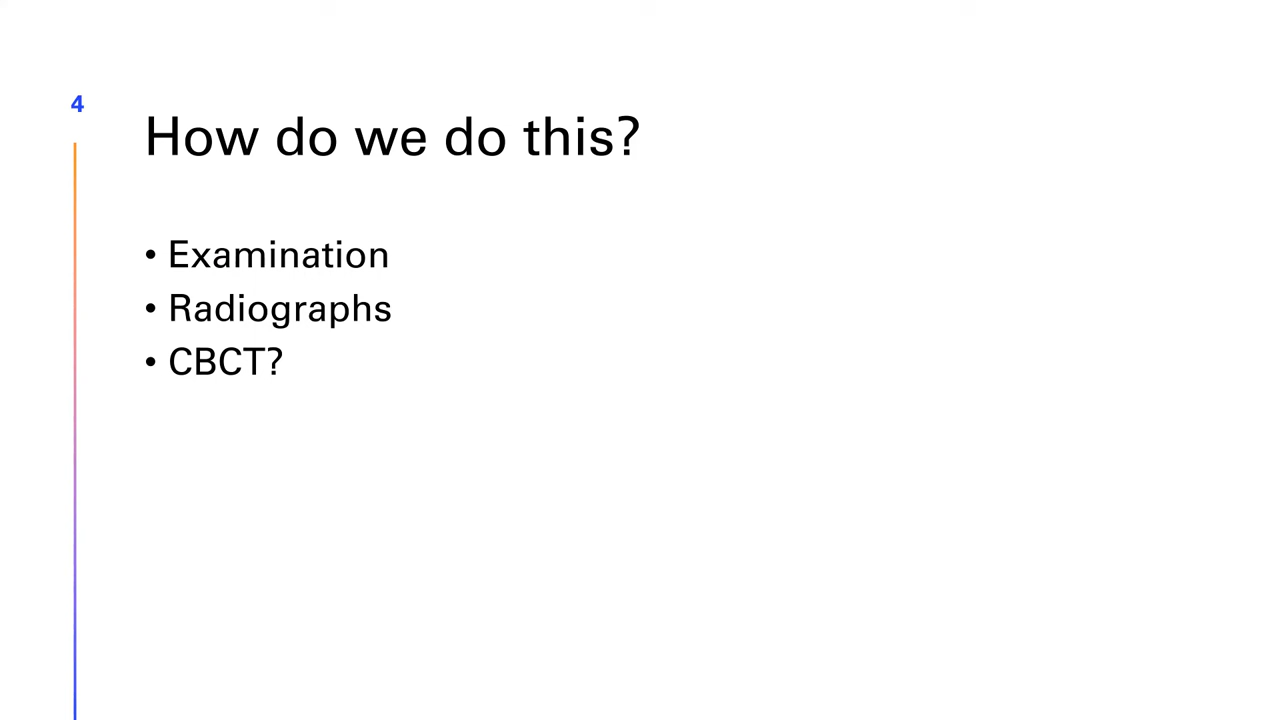 4
How do we do this?
• Examination
• Radiographs
• CBCT?